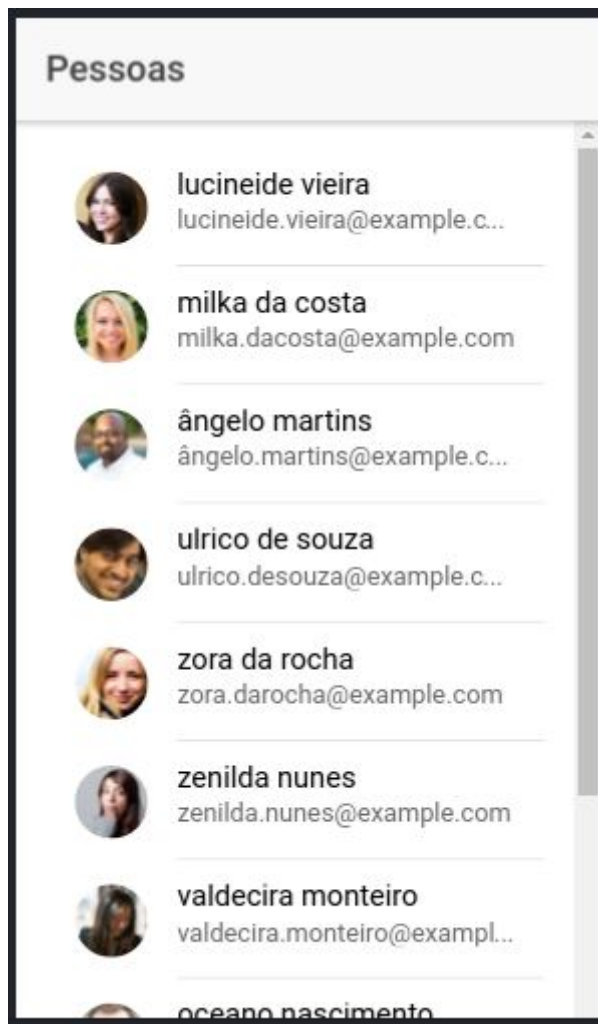 Pessoas
lucineide vieira
lucineide.vieira@example.c...
milka da costa
milka.dacosta@example.com
ângelo martins
ângelo.martins@example.c...
ulrico de souza
ulrico.desouza@example.c...
zora da rocha
zora.darocha@example.com
zenilda nunes
zenilda.nunes@example.com
valdecira monteiro
valdecira.monteiro@exampl...
oceano nascimento